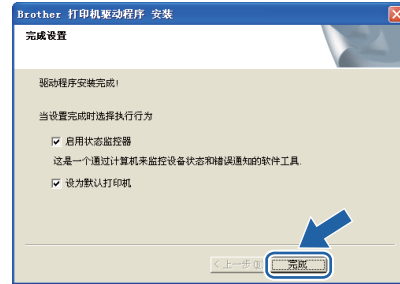 Brother 打印机驱动程序 安装
完成设置
驱动程序安装完成!
当设置完成时选择执行行为
启用状态监控器
这是一个通过计算机来监控设备状态和错误通知的软件工具.
设为默认打印机
<上一步(B) 完成